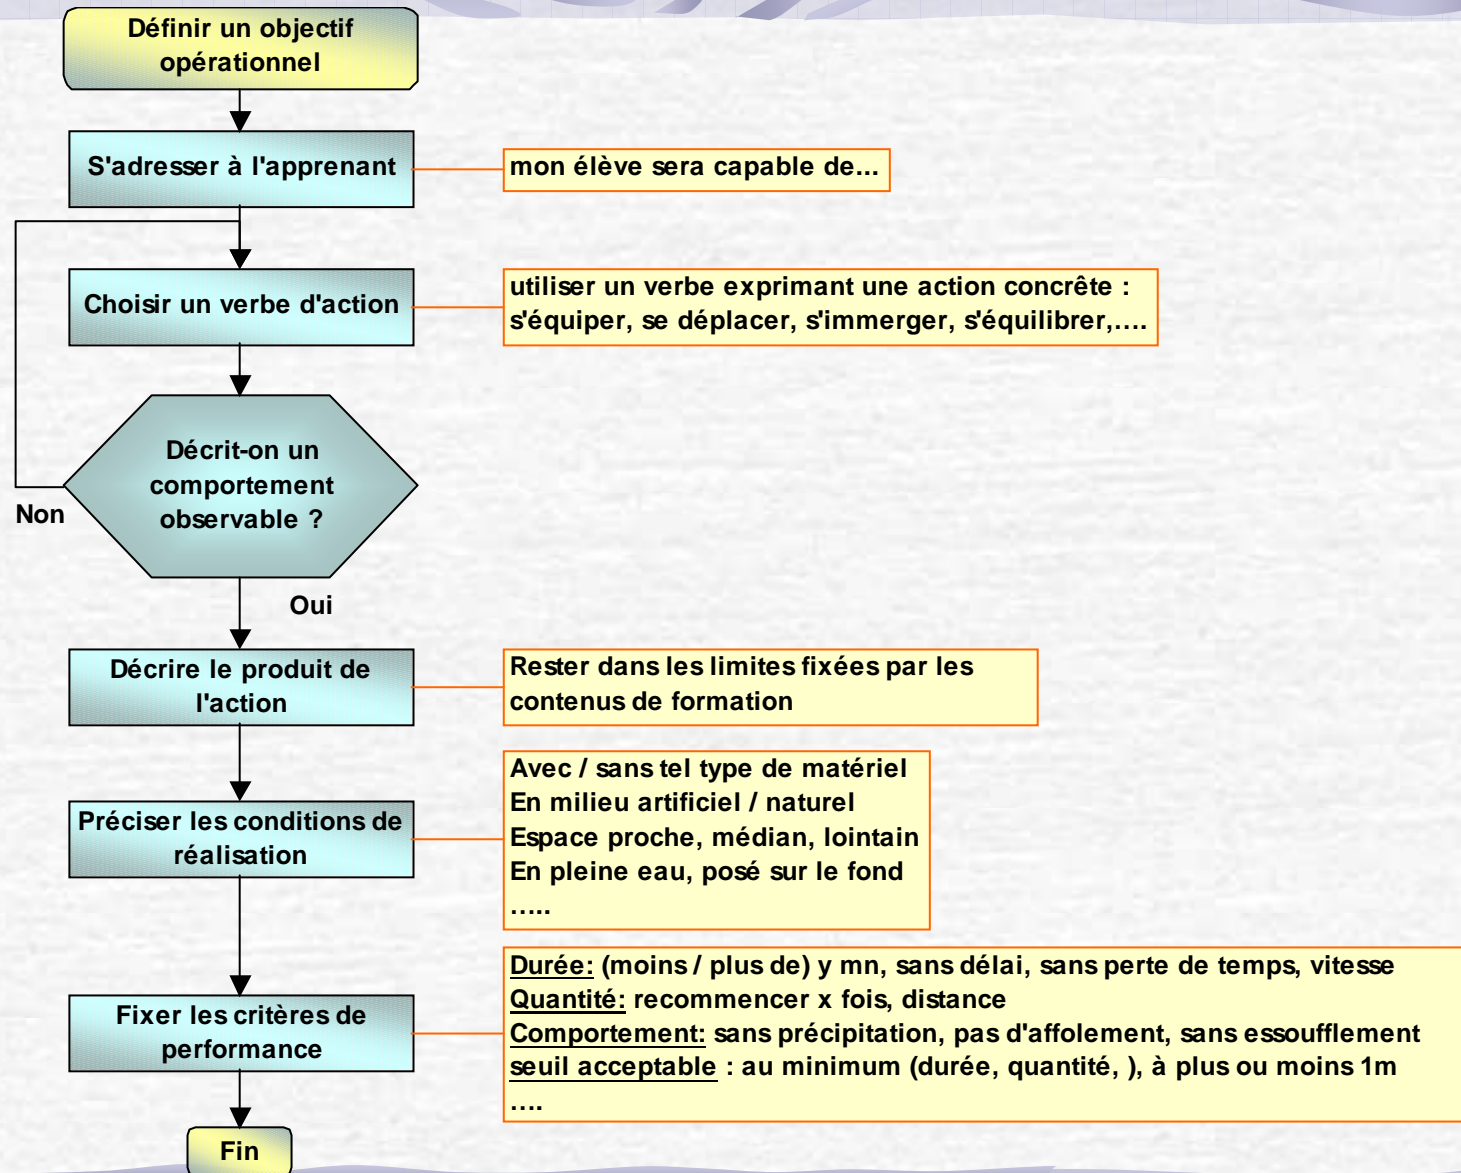 Définir un objectif
opérationnel
S'adresser à l'apprenant
mon élève sera capable de...
Choisir un verbe d'action
utiliser un verbe exprimant une action concrête :
s'équiper, se déplacer, s'immerger, s'équilibrer,….
Décrit-on un
comportement
observable ?
Non
Oui
Décrire le produit de
l'action
Rester dans les limites fixées par les
contenus de formation
Préciser les conditions de
réalisation
Avec / sans tel type de matériel
En milieu artificiel / naturel
Espace proche, médian, lointain
En pleine eau, posé sur le fond
…..
Fixer les critères de
performance
Durée: (moins / plus de) y mn, sans délai, sans perte de temps, vitesse
Quantité: recommencer x fois, distance
Comportement: sans précipitation, pas d'affolement, sans essoufflement
seuil acceptable : au minimum (durée, quantité, ), à plus ou moins 1m
….
Fin